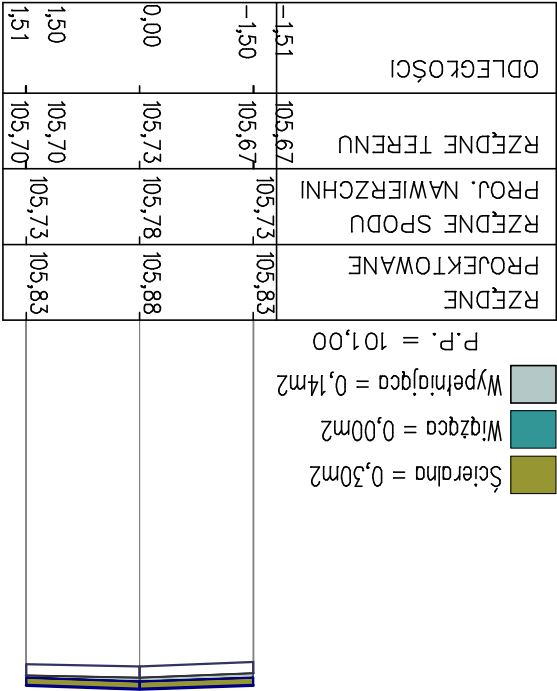 Ścieralna = 0,30m2
Wiążąca = 0,00m2
Wypełniająca = 0,14m2
P.P. = 101,00
RZĘDNE
PROJEKTOWANE
105,83
105,88
105,83
RZĘDNE SPODU
PROJ. NAWIERZCHNI
105,73
105,78
105,73
RZĘDNE TERENU
105,67
105,67
105,73
105,70
105,70
ODLEGŁOŚCI
-1,51
-1,50
0,00
1,50
1,51